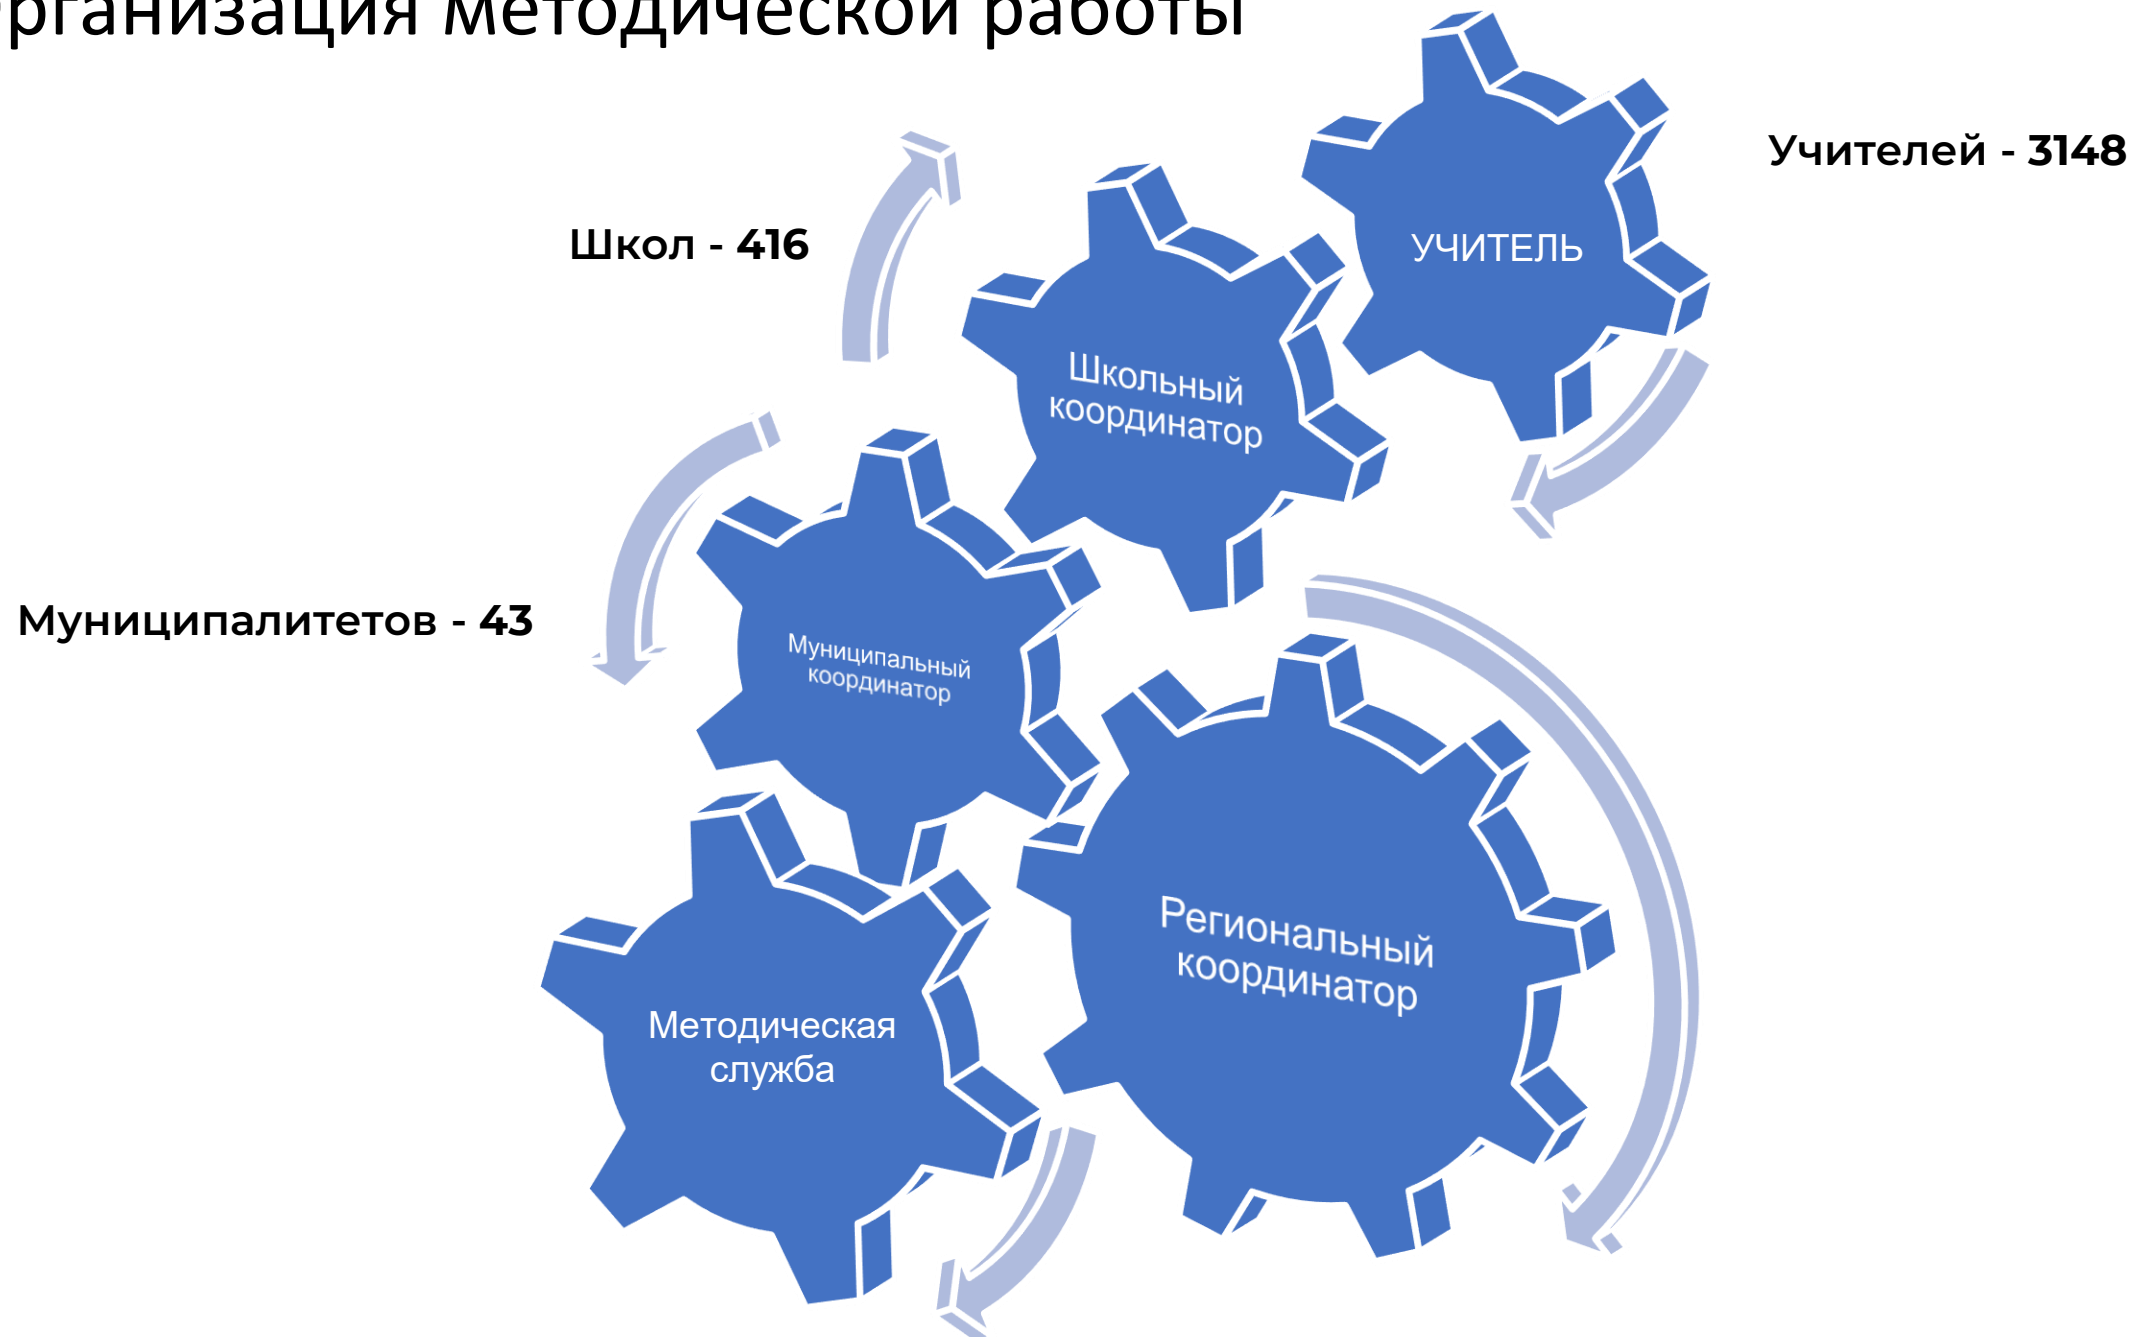 рганизация методической работы
Учителей - 3148
УЧИТЕЛЬ
Школ - 416
Школьный
координатор
Муниципалитетов - 43
Муниципальный
координатор
Региональный
координатор
Методическая
служба